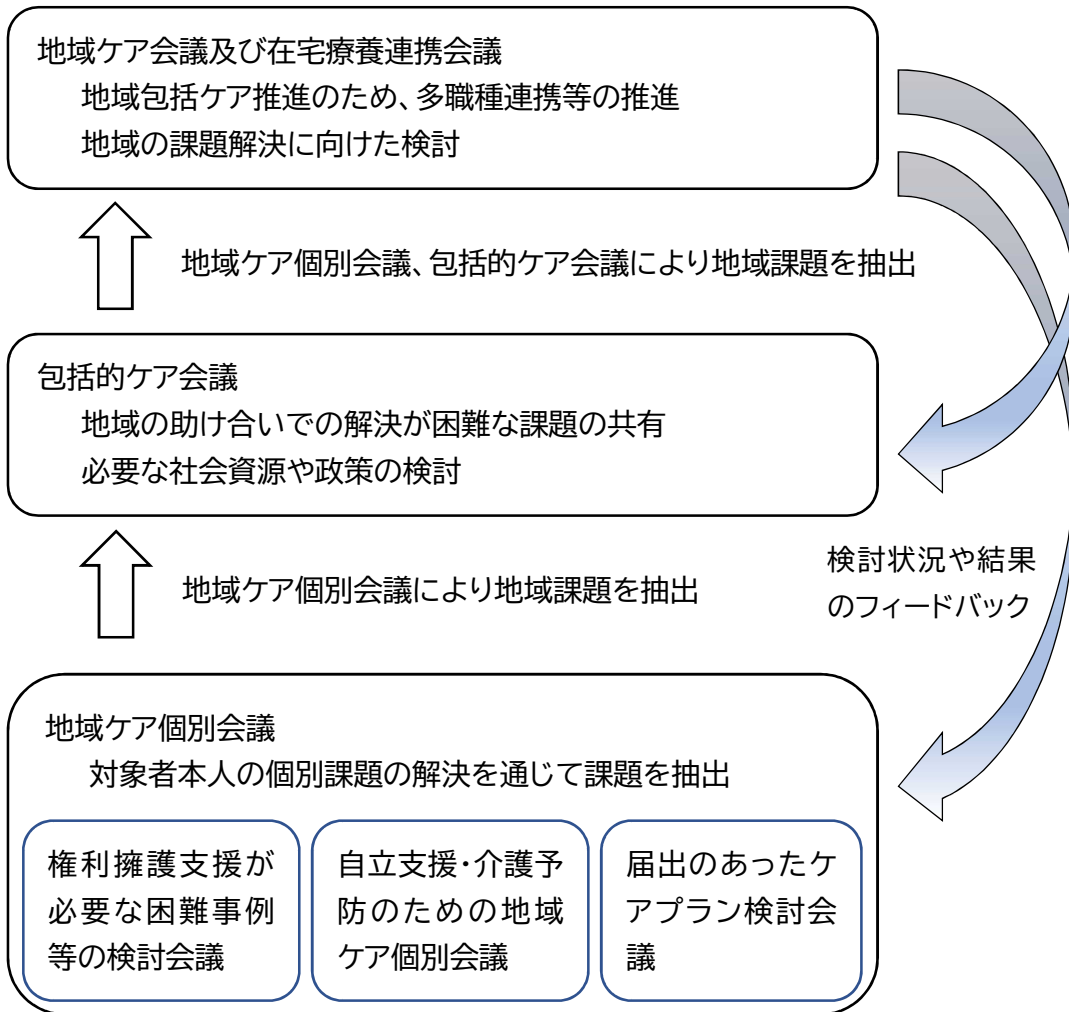 地域ケア会議及び在宅療養連携会議
地域包括ケア推進のため、多職種連携等の推進
地域の課題解決に向けた検討
地域ケア個別会議、包括的ケア会議により地域課題を抽出
包括的ケア会議
地域の助け合いでの解決が困難な課題の共有
必要な社会資源や政策の検討
地域ケア個別会議により地域課題を抽出
検討状況や結果
のフィードバック
地域ケア個別会議
対象者本人の個別課題の解決を通じて課題を抽出
権利擁護支援が
必要な困難事例
等の検討会議
自立支援・介護予
防のための地域
ケア個別会議
届出のあったケ
アプラン検討会
議